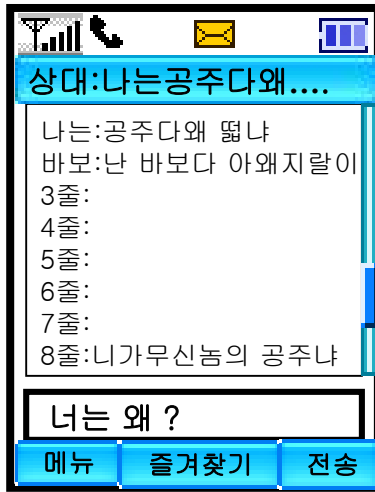 상대:나는공주다왜....
나는:공주다왜 떫냐
바보:난 바보다 아왜지랄이
3줄:
4줄:
5줄:
6줄:
7줄:
8줄:니가무신놈의 공주냐
너는 왜 ?
메뉴 즐겨찾기 전송